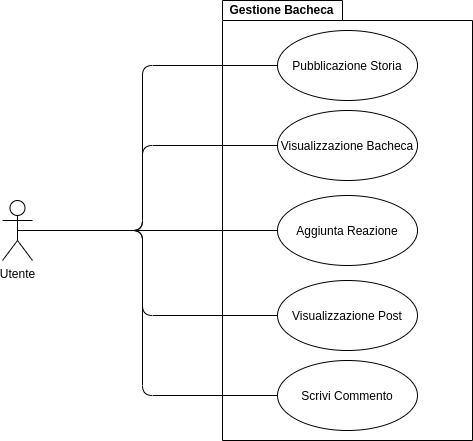 Gestione Bacheca
Pubblicazione Storia
Visualizzazione Bacheca
Aggiunta Reazione
Utente
Visualizzazione Post
Scrivi Commento